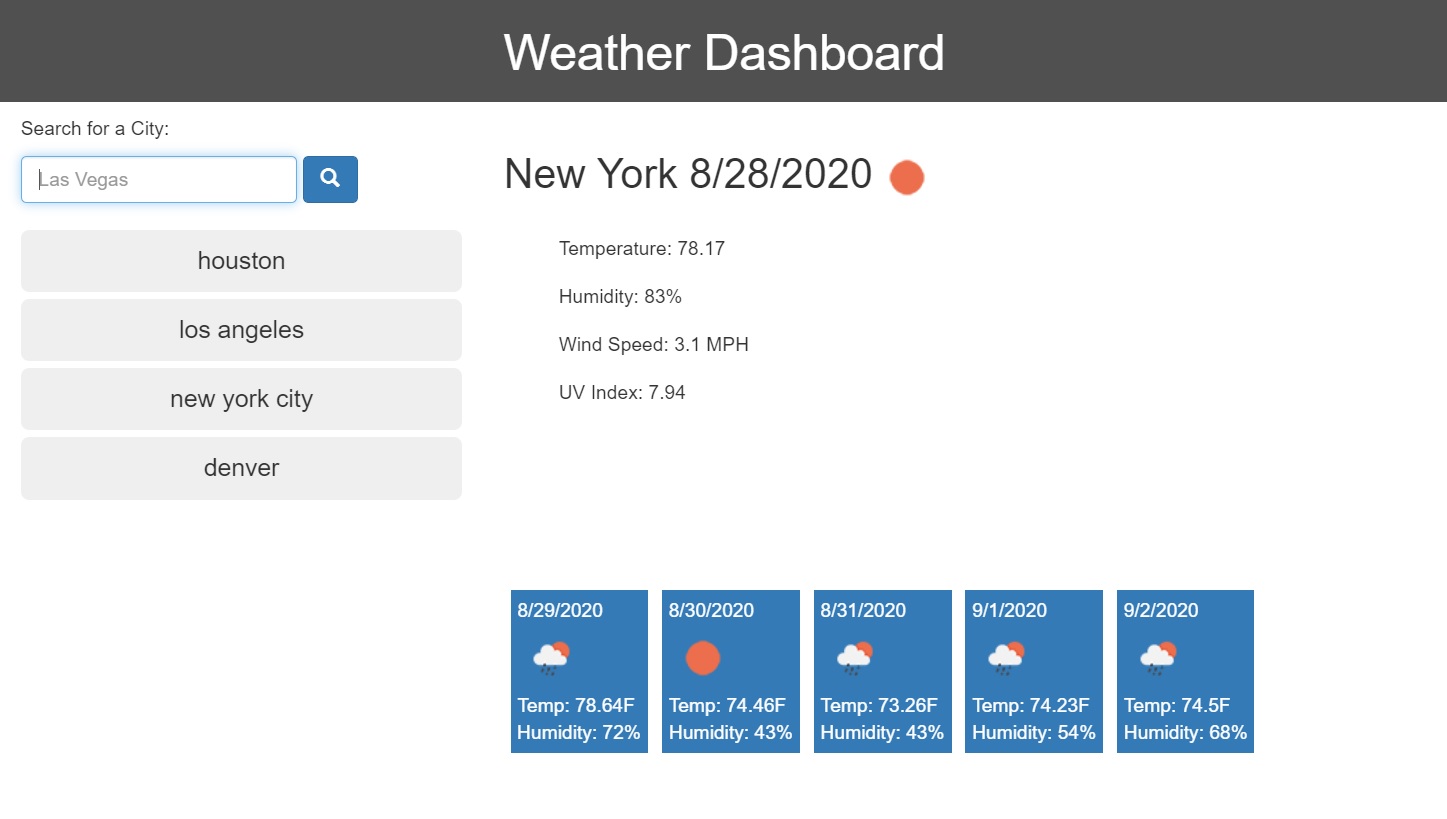 Weather Dashboard
Search for a City:
Las Vegas
houston
los angeles
new york city
denver
New York 8/28/2020
Temperature: 78.17
Humidity: 83%
Wind Speed: 3.1 MPH
UV Index: 7.94
8/29/2020
Temp: 78.64F
Humidity: 72%
8/30/2020
Temp: 74.46F
Humidity: 43%
8/31/2020
Temp: 73.26F
Humidity: 43%
9/1/2020
Temp: 74.23F
Humidity: 54%
9/2/2020
Temp: 74.5F
Humidity: 68%